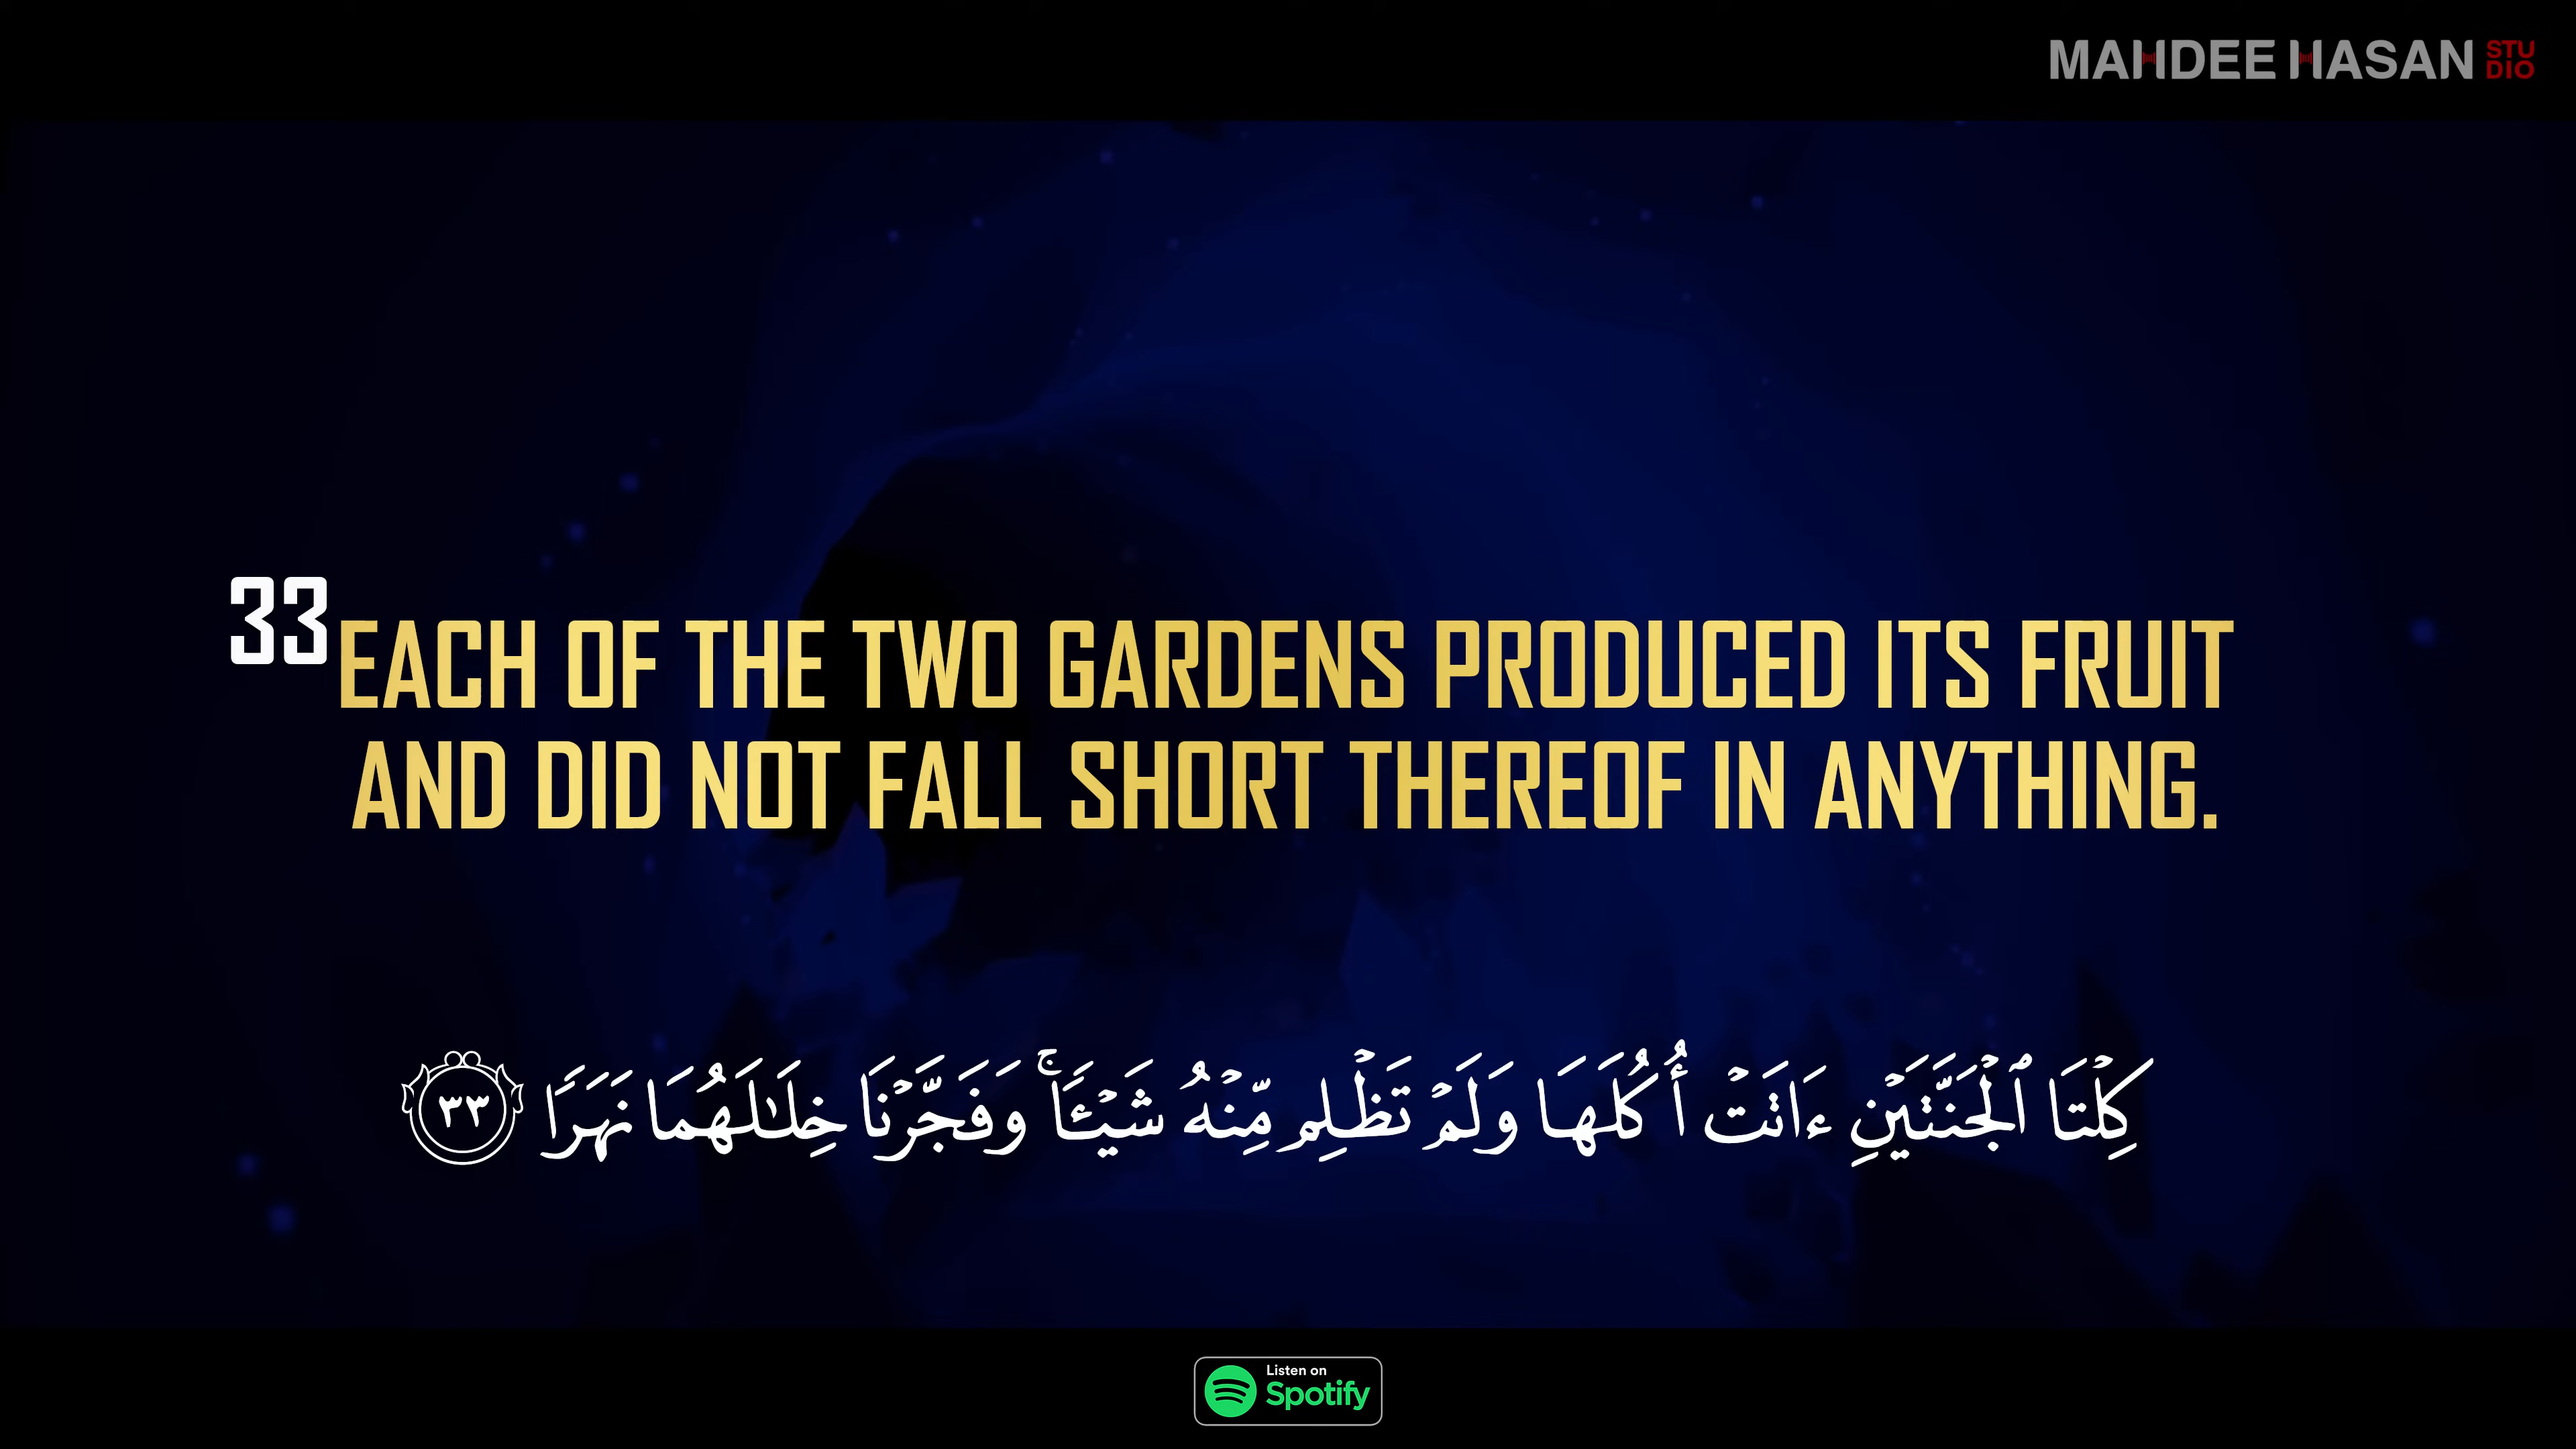 MAHDEE HASAN STUDIO
33 EACH OF THE TWO GARDENS PRODUCED ITS FRUIT
AND DID NOT FALL SHORT THEREOF IN ANYTHING.
كِلْتَا ٱلْجَنَّتَيْنِ ءَاتَتْ أُكُلَهَا وَلَمْ تَظْلِم مِّنْهُ شَيْـًٔاۚ وَفَجَّرْنَا خِلَـٰلَهُمَا نَهَرًا ٣٣
Listen on
Spotify